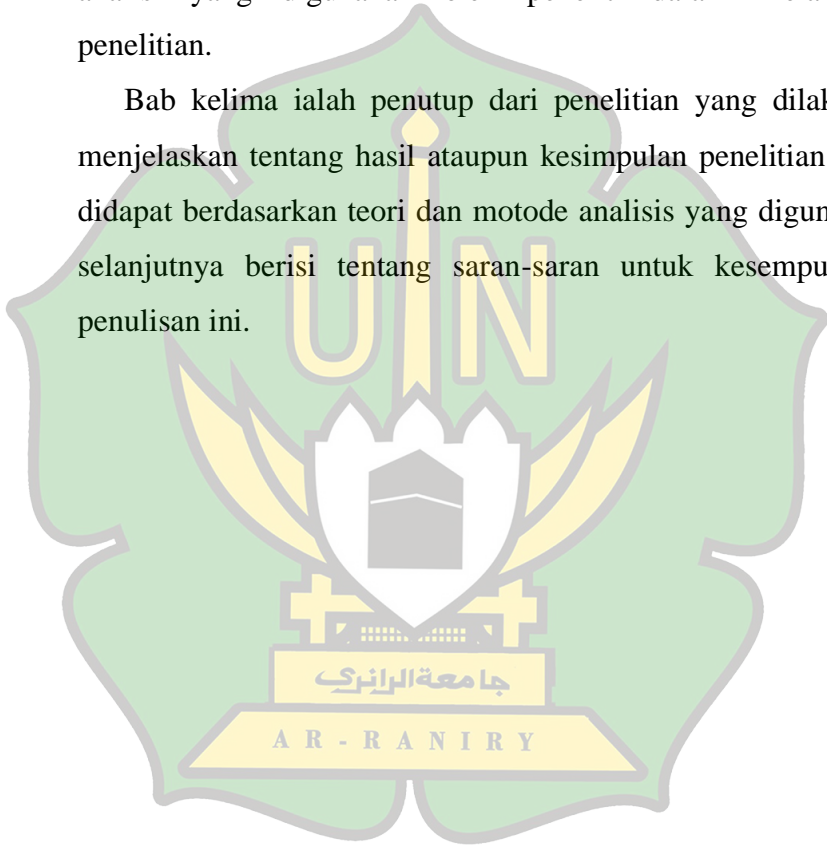 penelitian.
Bab kelima ialah penutup dari penelitian yang dilak
menjelaskan tentang hasil ataupun kesimpulan penelitian
didapat berdasarkan teori dan motode analisis yang digun
selanjutnya berisi tentang saran-saran untuk kesempu
penulisan ini.
UIN
جامعةالرانري
AR-RANIRY